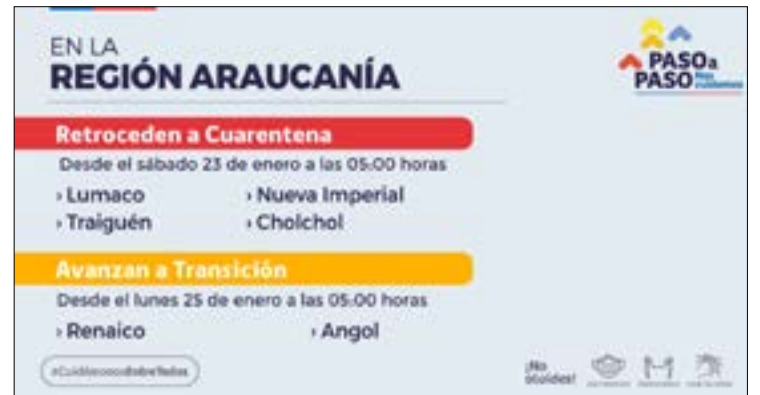 EN LA
REGIÓN ARAUCANÍA
PASO a
PASO Nos cuidamos
Retroceden a Cuarentena
Desde el sábado 23 de enero a las 05:00 horas
› Lumaco › Nueva Imperial
› Traiguén › Cholchol
Avanzan a Transición
Desde el lunes 25 de enero a las 05:00 horas
› Renaico › Angol
¡No
olvides!